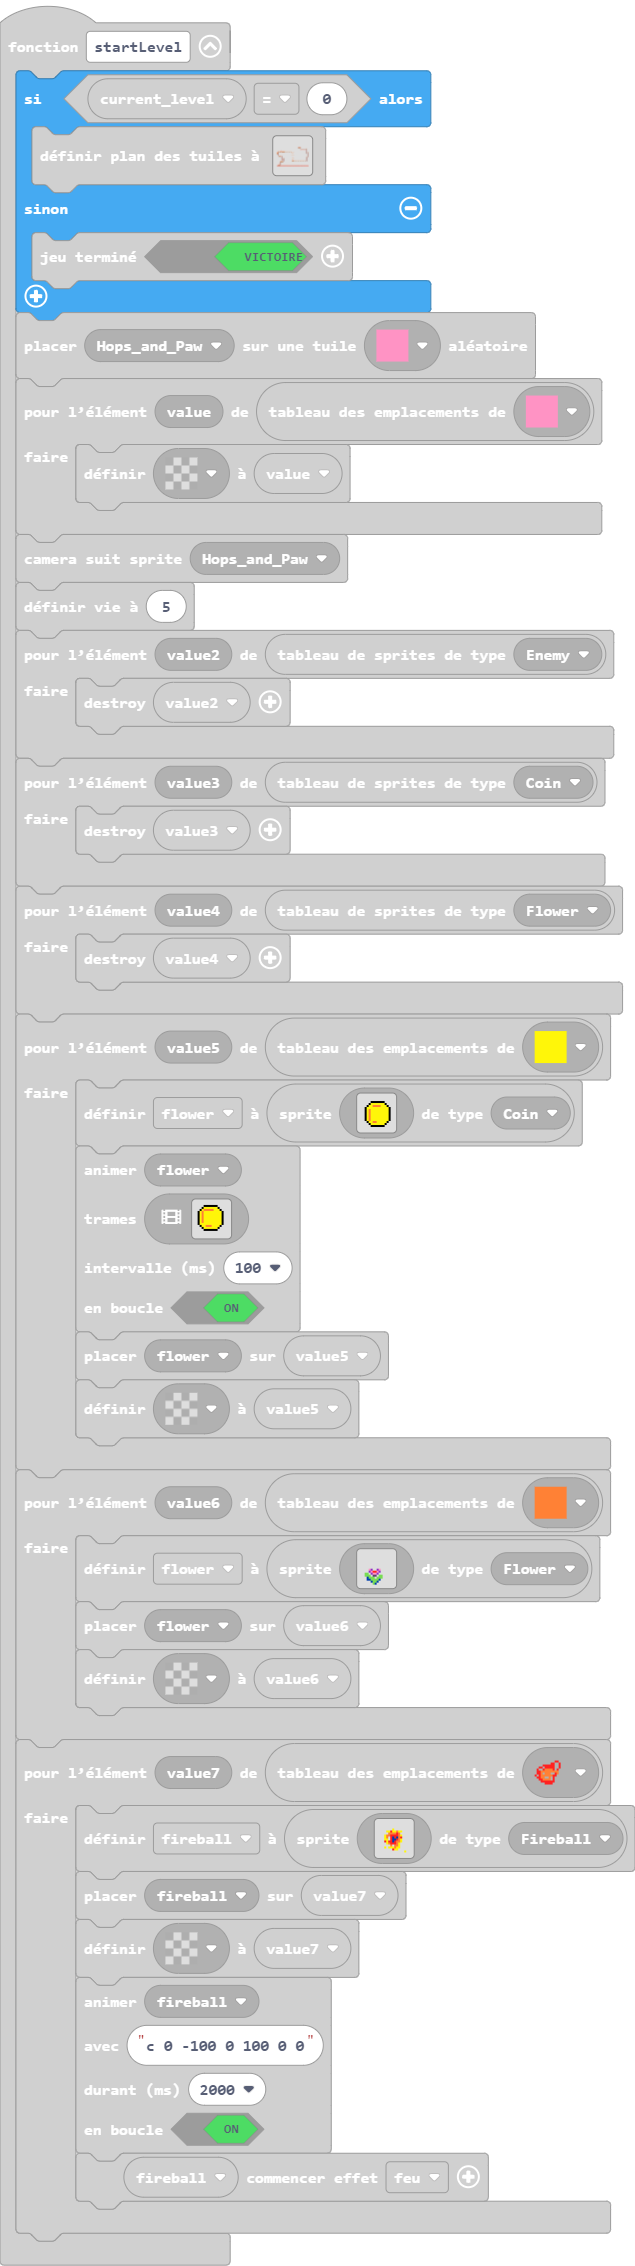 fonction startLevel
si current_level = 0 alors
définir plan des tuiles à
sinon
jeu terminé VICTOIRE
placer Hops_and_Paw sur une tuile aléatoire
pour l'élément value de tableau des emplacements de
faire
définir à value
camera suit sprite Hops_and_Paw
définir vie à 5
pour l'élément value2 de tableau de sprites de type Enemy
faire
destroy value2
pour l'élément value3 de tableau de sprites de type Coin
faire
destroy value3
pour l'élément value4 de tableau de sprites de type Flower
faire
destroy value4
pour l'élément value5 de tableau des emplacements de
faire
définir flower à sprite de type Coin
animer flower
trames
intervalle (ms) 100
en boucle ON
placer flower sur value5
définir à value5
pour l'élément value6 de tableau des emplacements de
faire
définir flower à sprite de type Flower
placer flower sur value6
définir à value6
pour l'élément value7 de tableau des emplacements de
faire
définir fireball à sprite de type Fireball
placer fireball sur value7
définir à value7
animer fireball
avec "c 0 -100 0 100 0 0"
durant (ms) 2000
en boucle ON
fireball commencer effet feu